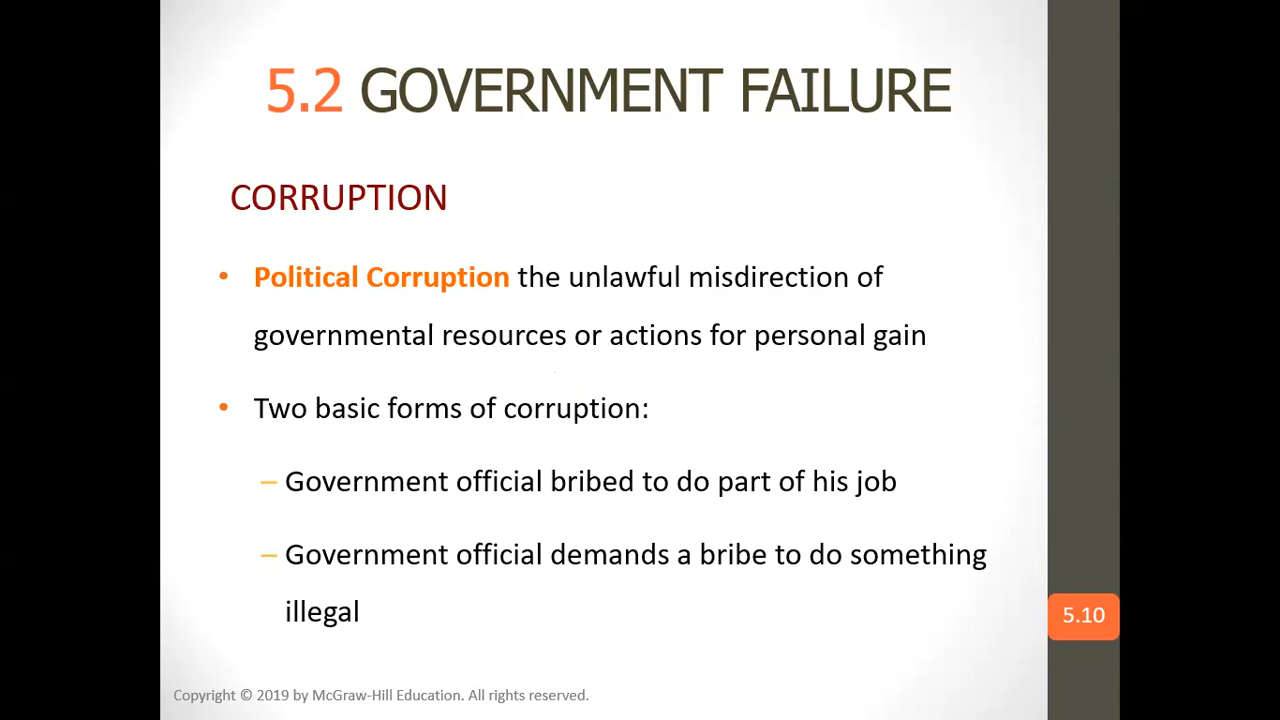 5.2 GOVERNMENT FAILURE
CORRUPTION
• Political Corruption the unlawful misdirection of
governmental resources or actions for personal gain
• Two basic forms of corruption:
– Government official bribed to do part of his job
– Government official demands a bribe to do something
illegal
5.10
Copyright © 2019 by McGraw-Hill Education. All rights reserved.